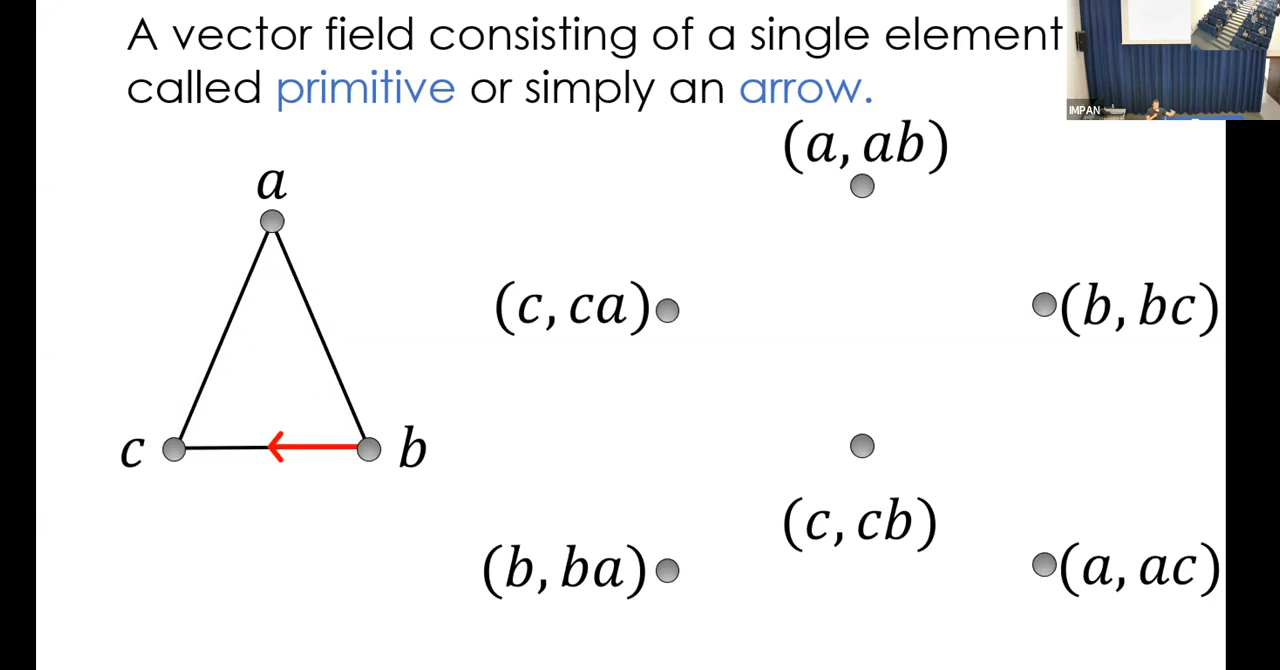 A vector field consisting of a single element
called primitive or simply an arrow.
IMPAN
(a, ab)
a
(c, ca)
(b, bc)
c
b
(c, cb)
(b, ba)
(a, ac)